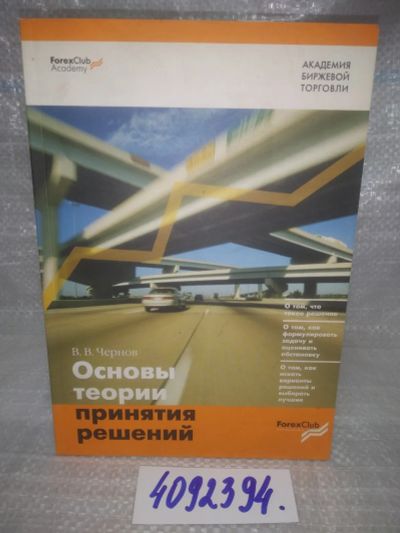 ForexClub
Academy
АКАДЕМИЯ
БИРЖЕВОЙ
ТОРГОВЛИ
О том, что
такое решение
О том, как
формулировать
задачу и
оценивать
обстановку
О том, как
искать
варианты
решений и
выбирать
лучшее
В. В. Чернов
Основы
теории
принятия
решений
ForexClub
4092394.